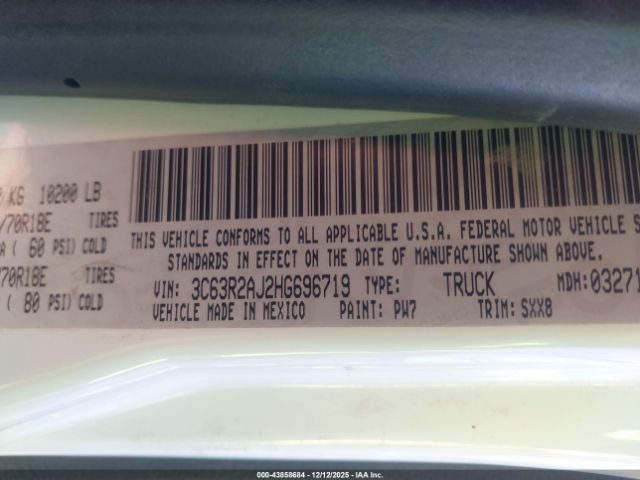 KG 10200 LB
/70R18E TIRES
( 60 PSI) COLD
70R18E TIRES
( 80 PSI) COLD
THIS VEHICLE CONFORMS TO ALL APPLICABLE U.S.A. FEDERAL MOTOR VEHICLE S
STANDARDS IN EFFECT ON THE DATE OF MANUFACTURE SHOWN ABOVE.
VIN: 3C63R2AJ2HG696719 TYPE: TRUCK MDH: 03271
VEHICLE MADE IN MEXICO PAINT: PW7 TRIM: SXX8
000-43858684 - 12/12/2025 - IAA Inc.